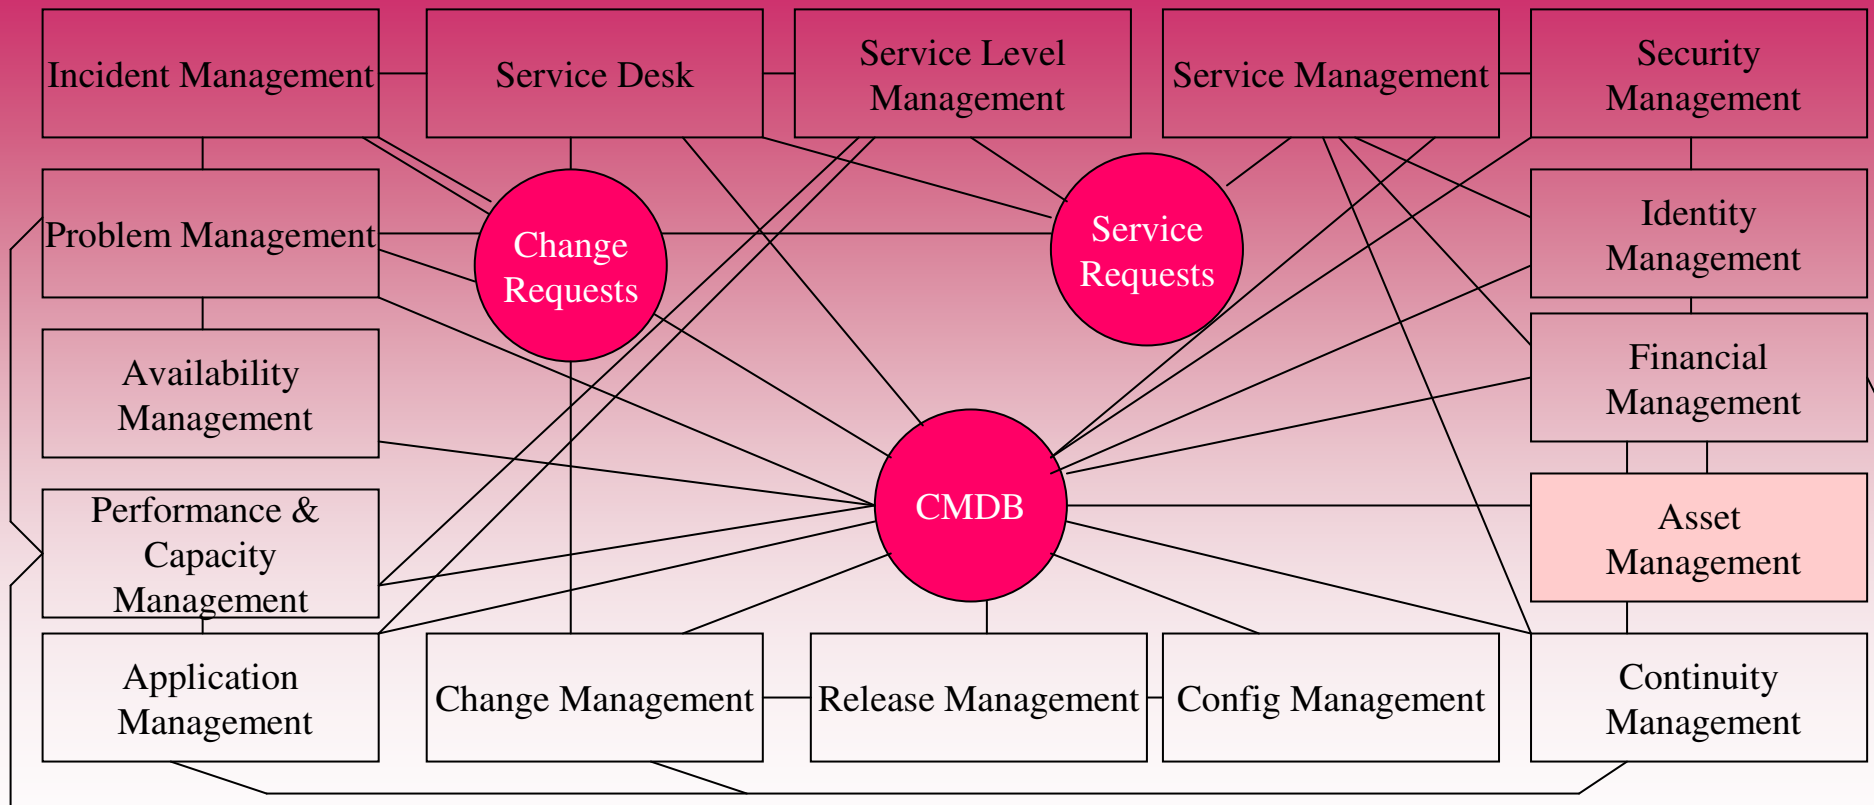 Incident Management
Service Desk
Service Level
Management
Service Management
Security
Management
Problem Management
Change
Requests
Service
Requests
Identity
Management
Availability
Management
Financial
Management
Performance &
Capacity
Management
CMDB
Asset
Management
Application
Management
Change Management
Release Management
Config Management
Continuity
Management